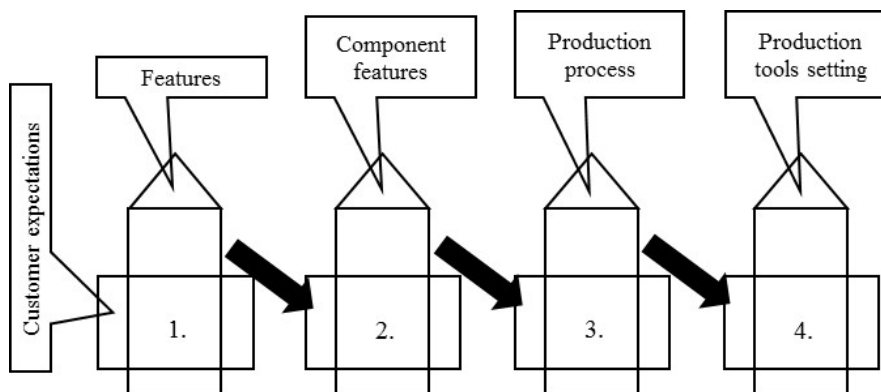 Features
Component
features
Production
process
Production
tools setting
Customer expectations
1.
2.
3.
4.